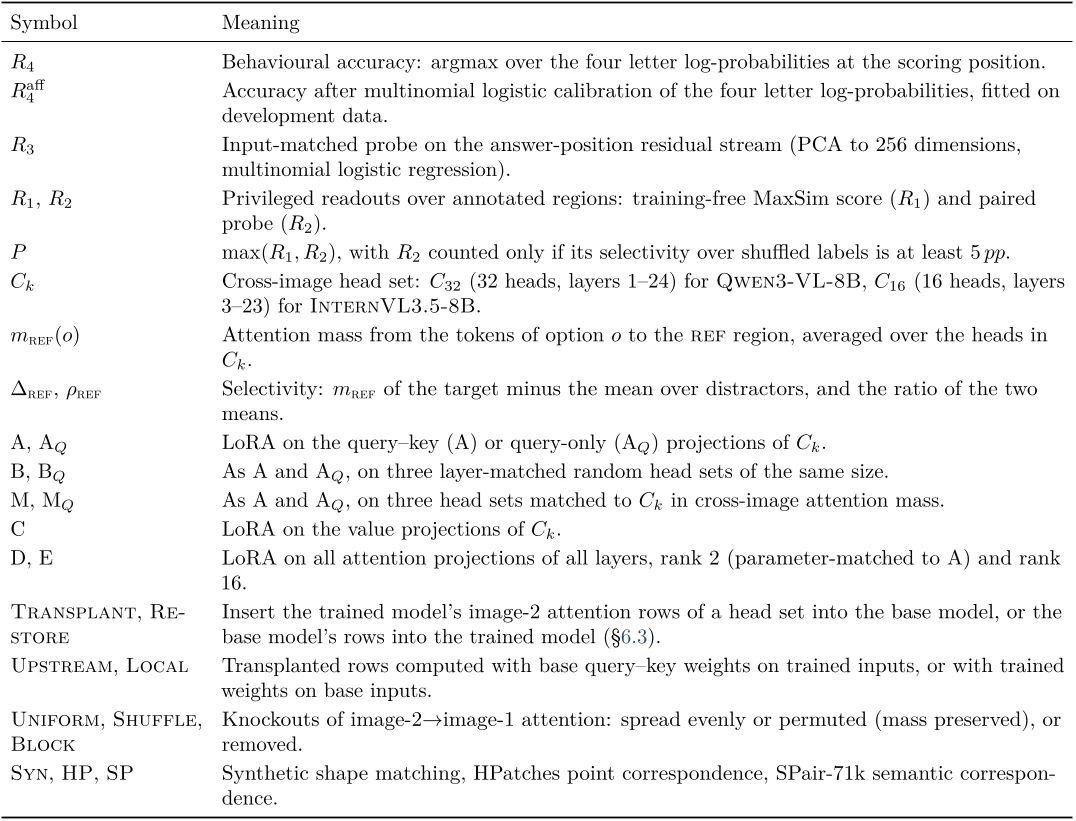 Symbol Meaning
R₄ Behavioural accuracy: argmax over the four letter log-probabilities at the scoring position.
R₄^aff Accuracy after multinomial logistic calibration of the four letter log-probabilities, fitted on
development data.
R₃ Input-matched probe on the answer-position residual stream (PCA to 256 dimensions,
multinomial logistic regression).
R₁, R₂ Privileged readouts over annotated regions: training-free MaxSim score (R₁) and paired
probe (R₂).
P max(R₁, R₂), with R₂ counted only if its selectivity over shuffled labels is at least 5 pp.
Cₖ Cross-image head set: C₃₂ (32 heads, layers 1–24) for Qwen3-VL-8B, C₁₆ (16 heads, layers
3–23) for InternVL3.5-8B.
m_REF(o) Attention mass from the tokens of option o to the REF region, averaged over the heads in
Cₖ.
Δ_REF, ρ_REF Selectivity: m_REF of the target minus the mean over distractors, and the ratio of the two
means.
A, A_Q LoRA on the query–key (A) or query-only (A_Q) projections of Cₖ.
B, B_Q As A and A_Q, on three layer-matched random head sets of the same size.
M, M_Q As A and A_Q, on three head sets matched to Cₖ in cross-image attention mass.
C LoRA on the value projections of Cₖ.
D, E LoRA on all attention projections of all layers, rank 2 (parameter-matched to A) and rank
16.
Transplant, Re- Insert the trained model's image-2 attention rows of a head set into the base model, or the
store base model's rows into the trained model (§6.3).
Upstream, Local Transplanted rows computed with base query–key weights on trained inputs, or with trained
weights on base inputs.
Uniform, Shuffle, Knockouts of image-2→image-1 attention: spread evenly or permuted (mass preserved), or
Block removed.
Syn, HP, SP Synthetic shape matching, HPatches point correspondence, SPair-71k semantic correspon-
dence.